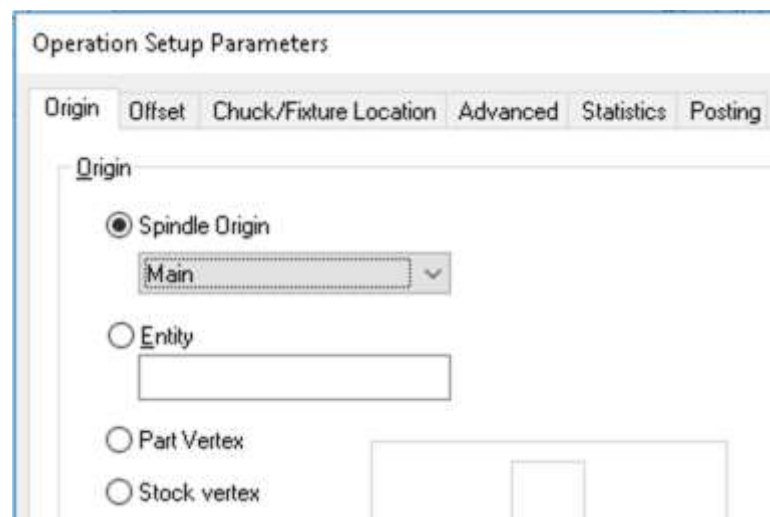 Operation Setup Parameters
Origin Offset Chuck/Fixture Location Advanced Statistics Posting
Origin
Spindle Origin
Main
Entity
Part Vertex
Stock vertex